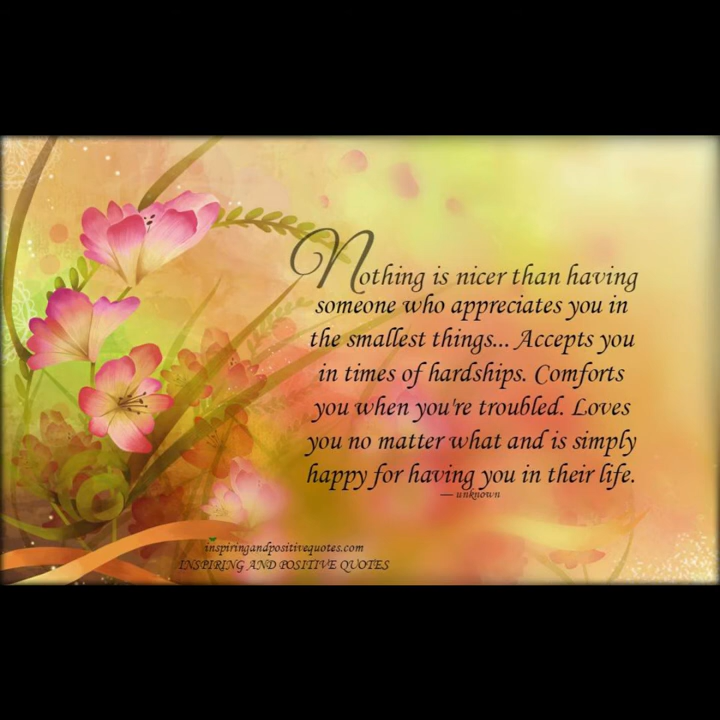 Nothing is nicer than having
someone who appreciates you in
the smallest things... Accepts you
in times of hardships. Comforts
you when you're troubled. Loves
you no matter what and is simply
happy for having you in their life.
— unknown
inspiringandpositivequotes.com
INSPIRING AND POSITIVE QUOTES